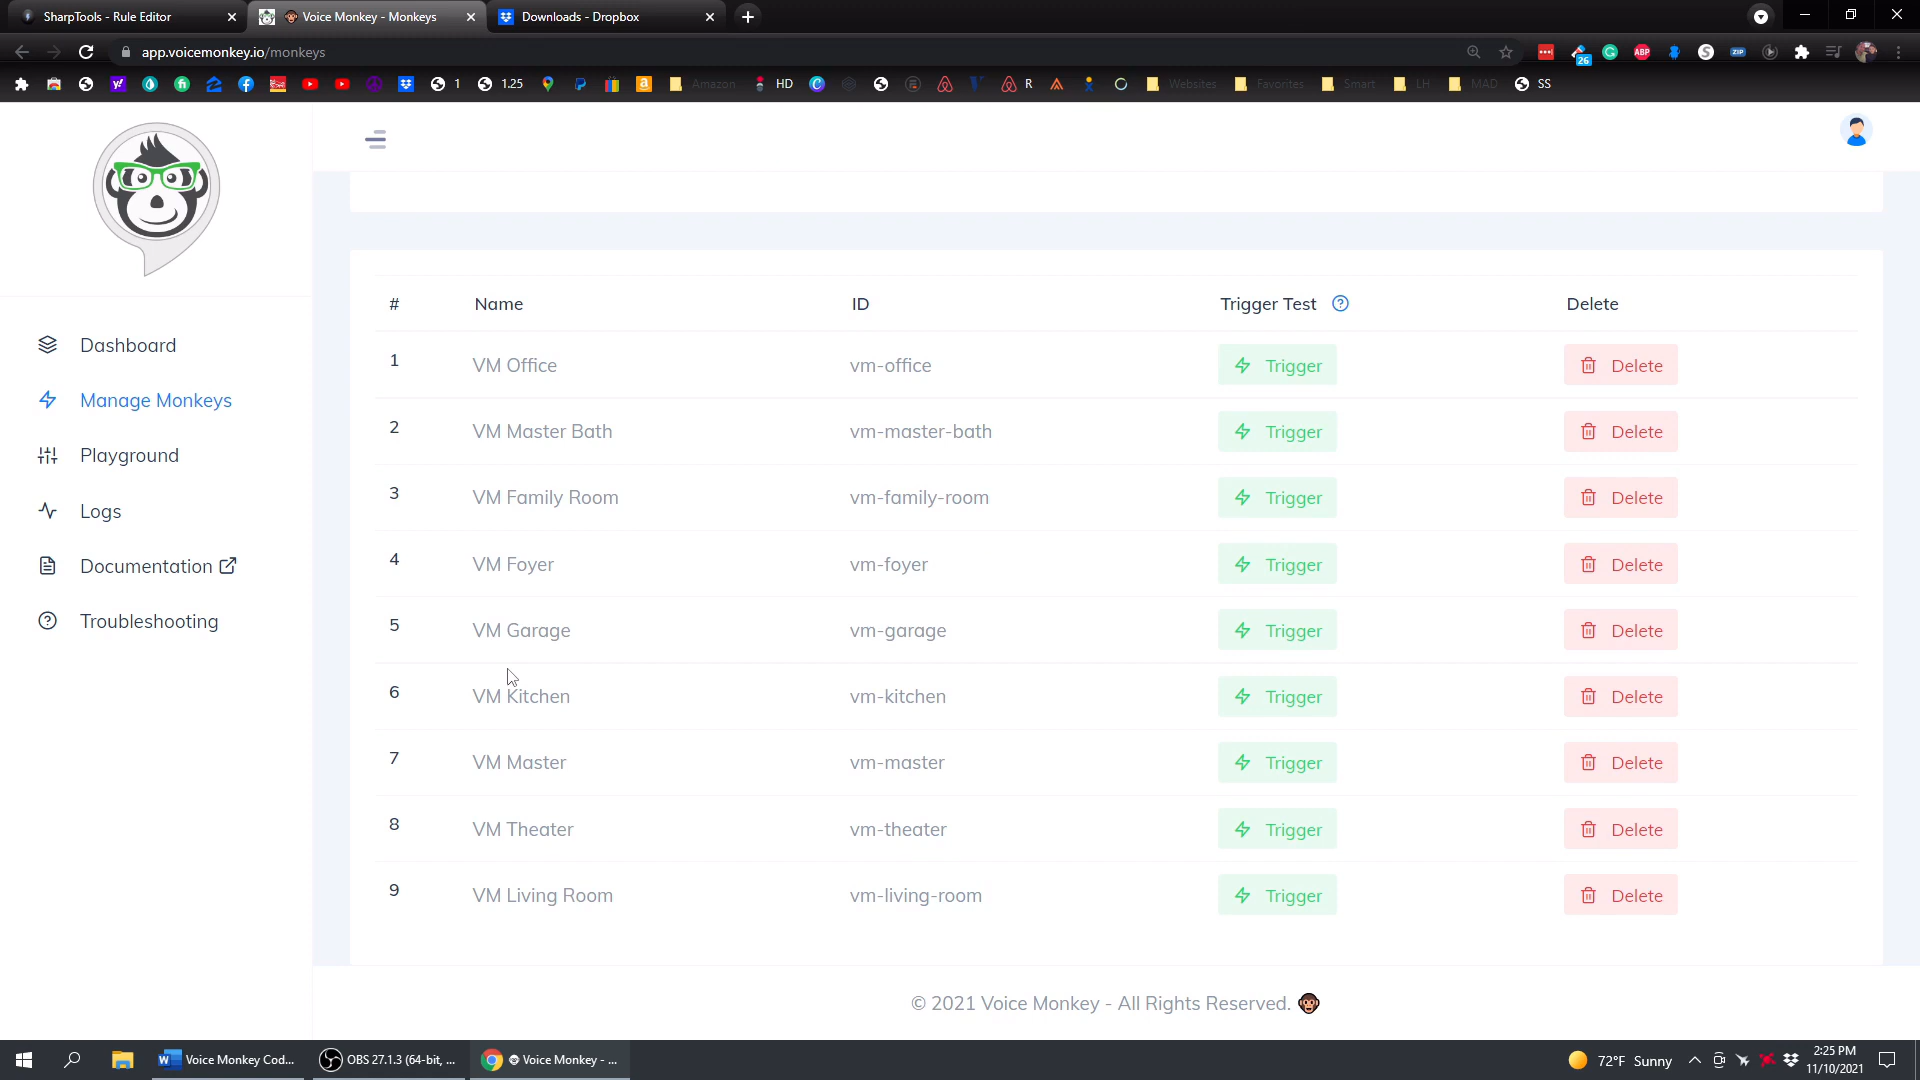 SharpTools - Rule Editor
Voice Monkey - Monkeys
Downloads - Dropbox
app.voicemonkey.io/monkeys
26
ABP
ZIP
1
1.25
HD
Amazon
R
Websites
Favorites
Smart
LH
MAD
SS
Dashboard
Manage Monkeys
Playground
Logs
Documentation
Troubleshooting
# Name ID Trigger Test Delete
1 VM Office vm-office Trigger Delete
2 VM Master Bath vm-master-bath Trigger Delete
3 VM Family Room vm-family-room Trigger Delete
4 VM Foyer vm-foyer Trigger Delete
5 VM Garage vm-garage Trigger Delete
6 VM Kitchen vm-kitchen Trigger Delete
7 VM Master vm-master Trigger Delete
8 VM Theater vm-theater Trigger Delete
9 VM Living Room vm-living-room Trigger Delete
© 2021 Voice Monkey - All Rights Reserved.
Voice Monkey Cod...
OBS 27.1.3 (64-bit, ...
Voice Monkey - ...
72°F Sunny
2:25 PM
11/10/2021